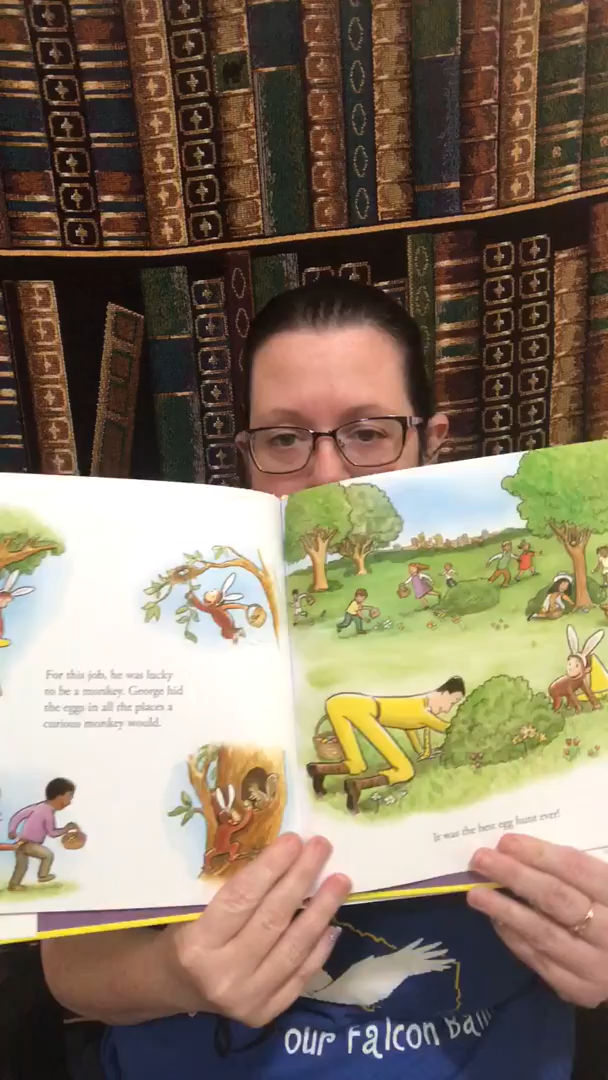 For this job, he was lucky
to be a monkey. George hid
the eggs in all the places a
curious monkey would.
It was the best egg hunt ever!
our Falcon